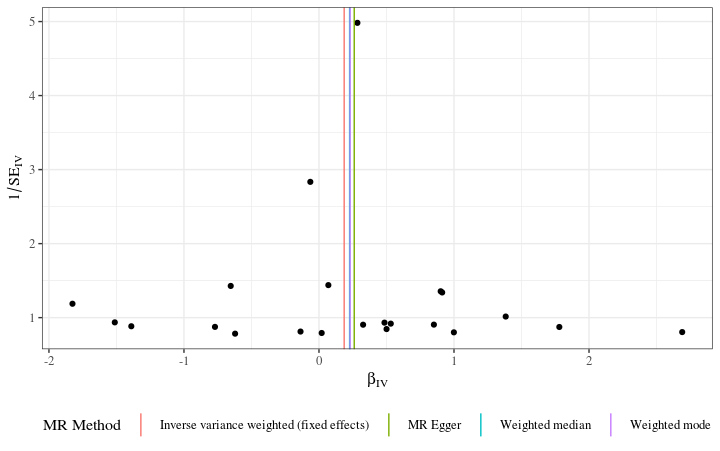 5
4
3
2
1
1/SE_IV
-2 -1 0 1 2
β_IV
MR Method Inverse variance weighted (fixed effects) MR Egger Weighted median Weighted mode